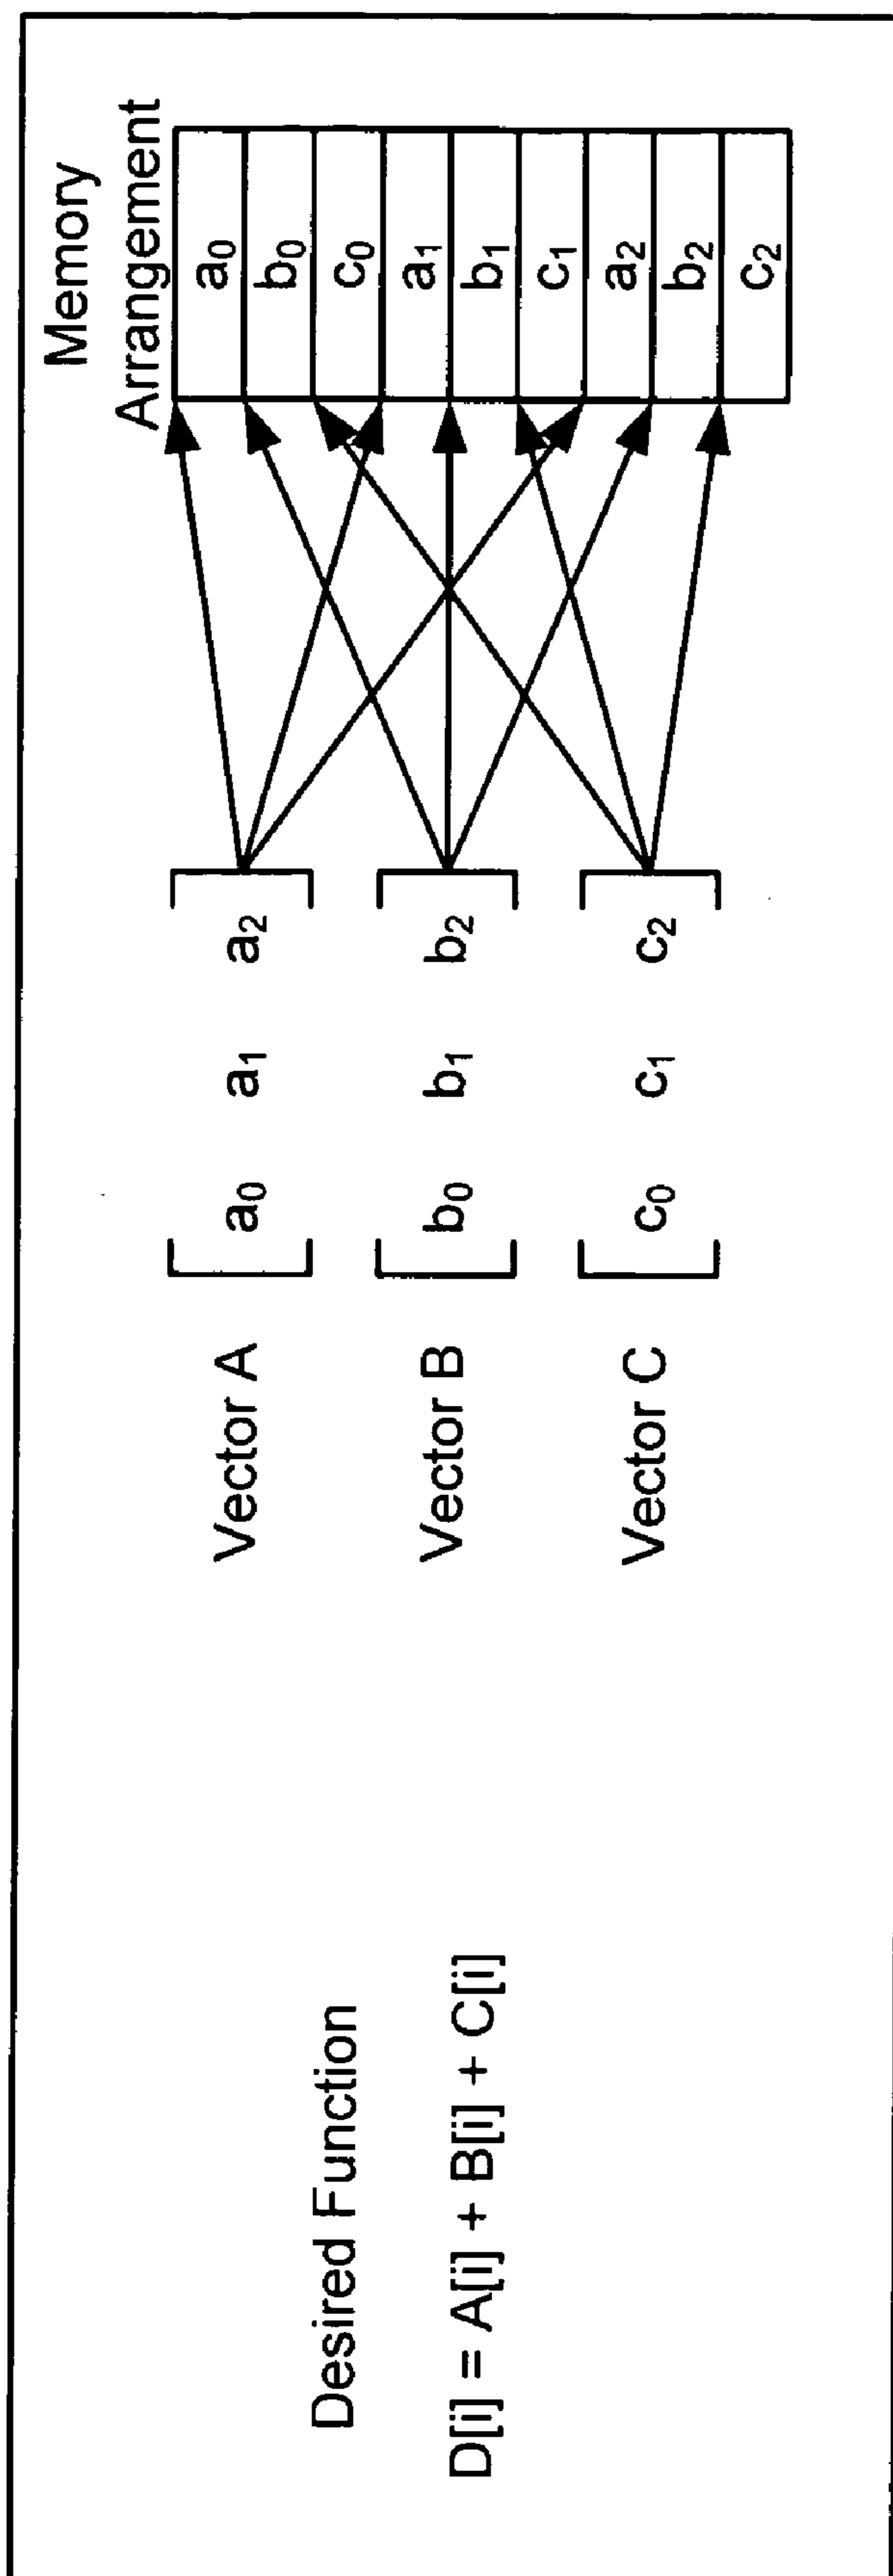 Desired Function
D[i] = A[i] + B[i] + C[i]
Vector A
a0 a1 a2
Vector B
b0 b1 b2
Vector C
c0 c1 c2
Memory
Arrangement
a0
b0
c0
a1
b1
c1
a2
b2
c2